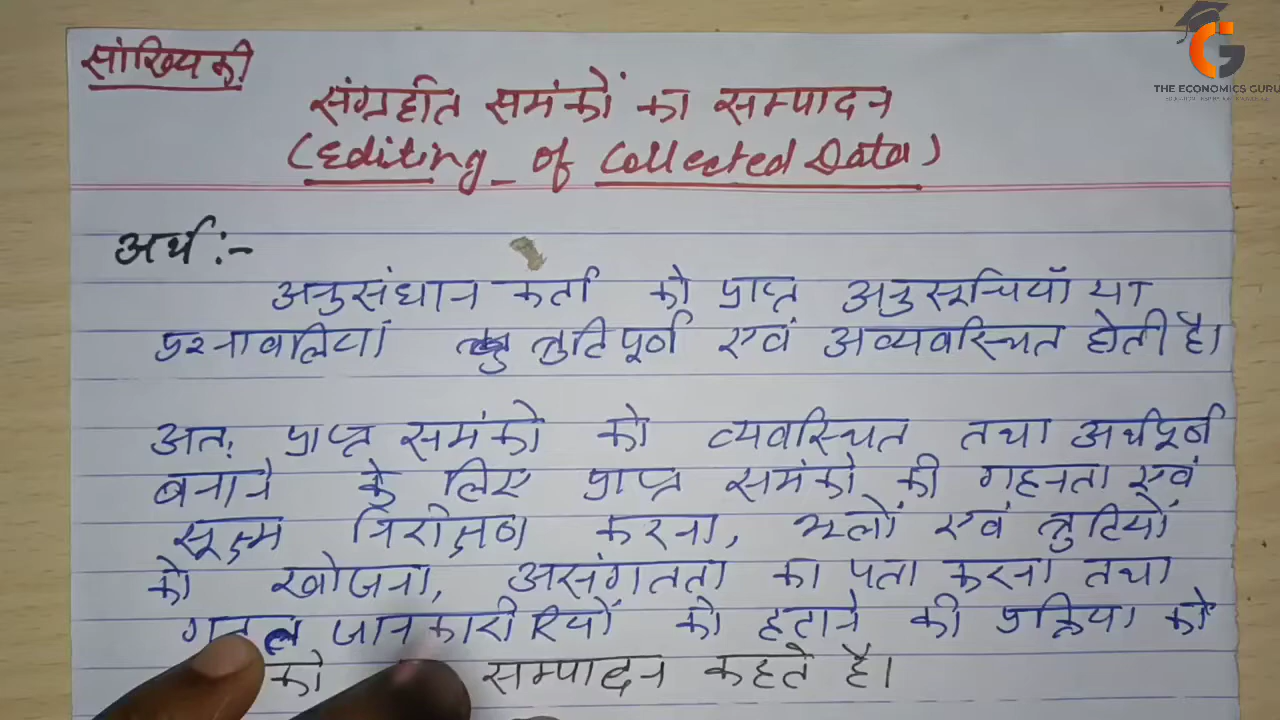 सांख्यिकी
संग्रहीत समंकों का सम्पादन
(Editing of Collected Data)
अर्थ :-
अनुसंधान कर्ता को प्राप्त अनुसूचियाँ या
प्रश्नावलियां त्रुटिपूर्ण एवं अव्यवस्थित होती है।
अतः प्राप्त समंको को व्यवस्थित तथा अर्थपूर्ण
बनाने के लिए प्राप्त समंको की गहनता एवं
सूक्ष्म निरीक्षण करना, भूलों एवं त्रुटियों
को खोजना, असंगतता का पता करना तथा
गलत जानकारीरियों को हटाने की प्रक्रिया को
को सम्पादन कहते है।
THE ECONOMICS GURU